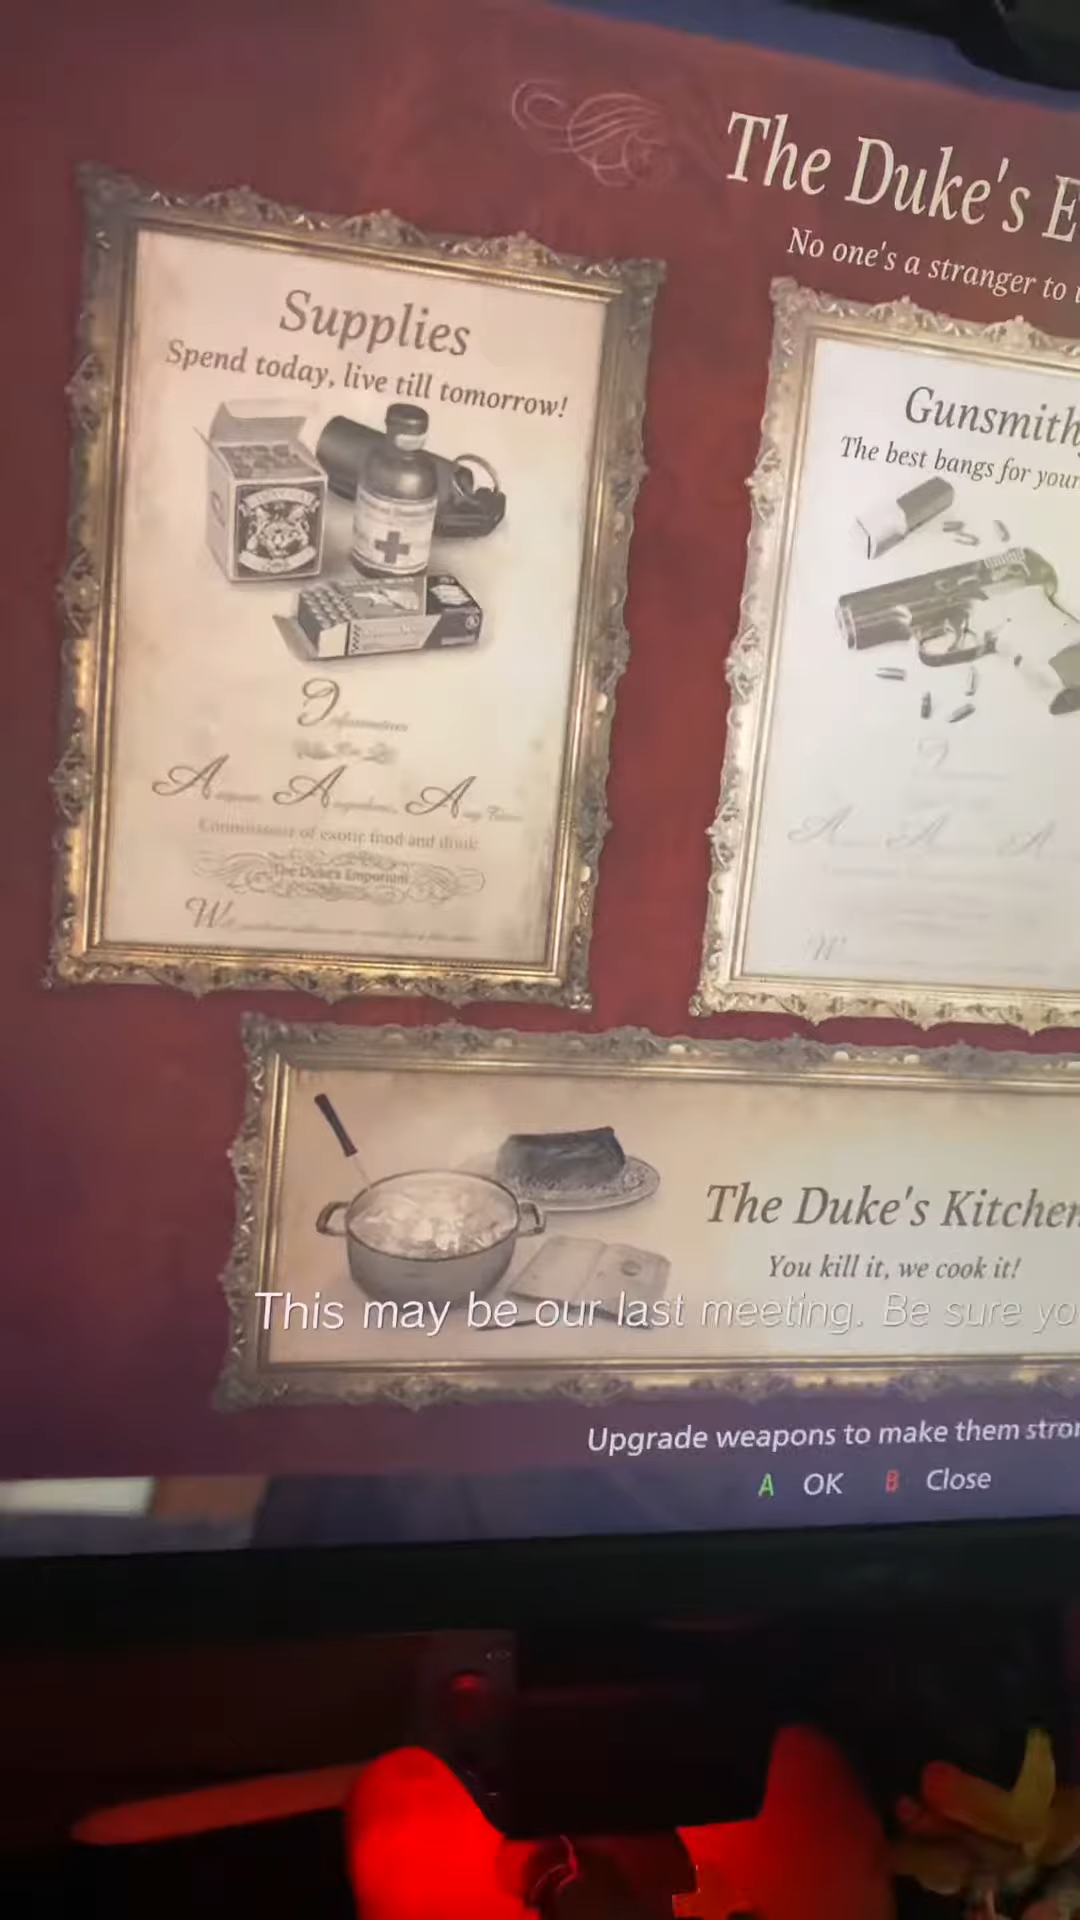 The Duke's E
No one's a stranger to
Supplies
Spend today, live till tomorrow!
Gunsmith
The best bangs for your
Connoisseur of exotic food and drink
The Duke's Emporium
The Duke's Kitchen
You kill it, we cook it!
This may be our last meeting. Be sure yo
Upgrade weapons to make them stron
A OK B Close